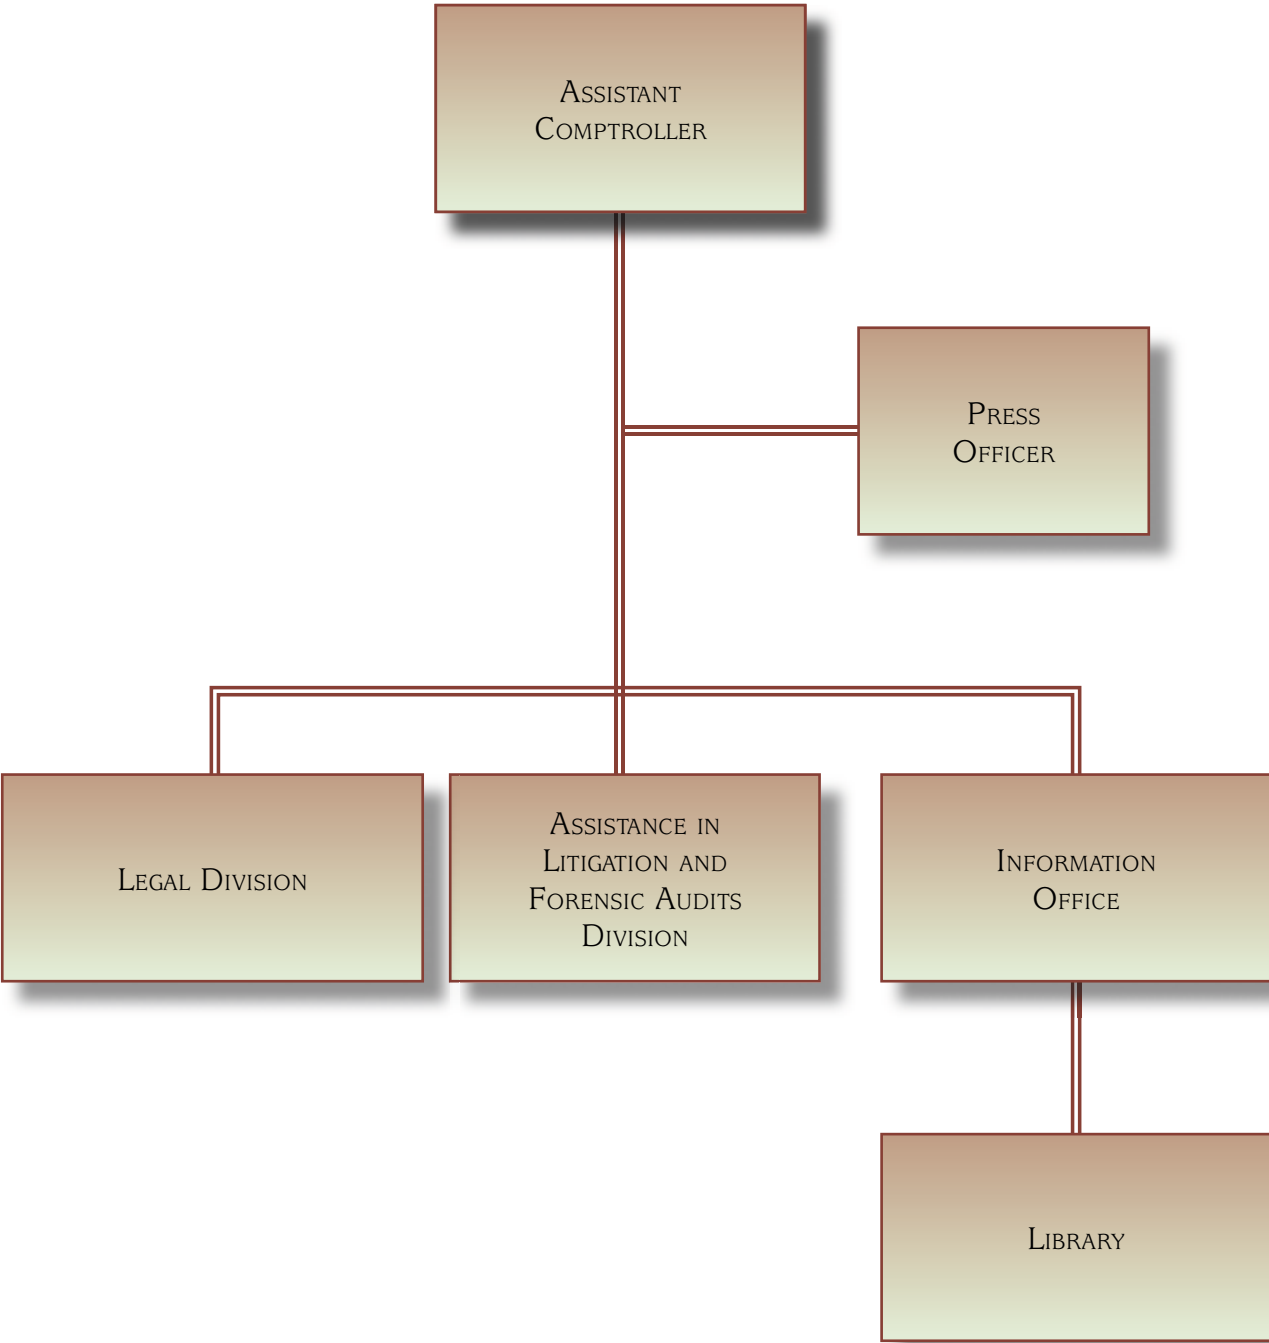 Assistant
Comptroller
Press
Officer
Legal Division
Assistance in
Litigation and
Forensic Audits
Division
Information
Office
Library